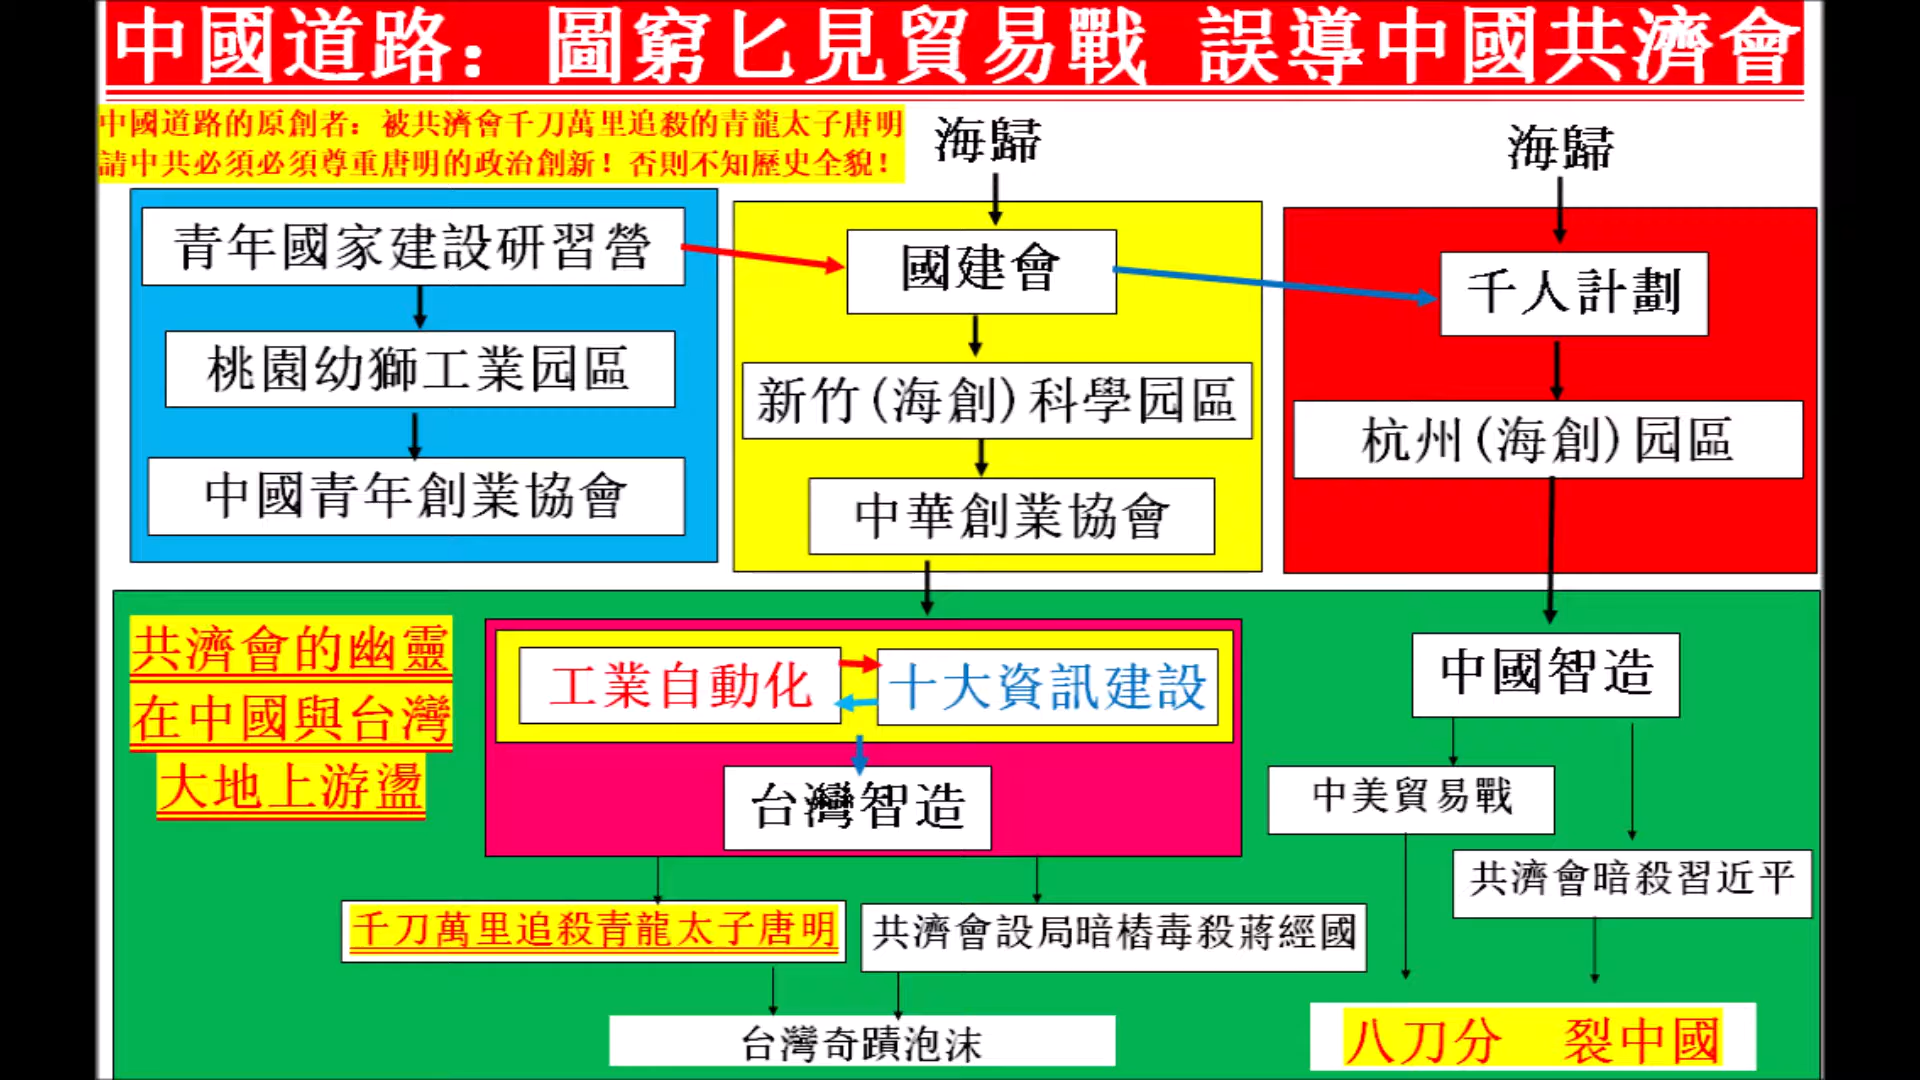 中國道路：圖窮匕見貿易戰 誤導中國共濟會
中國道路的原創者：被共濟會千刀萬里追殺的青龍太子唐明
請中共必須必須尊重唐明的政治創新！否則不知歷史全貌！
海歸
海歸
青年國家建設研習營
國建會
千人計劃
桃園幼獅工業园區
新竹(海創)科學园區
杭州(海創)园區
中國青年創業協會
中華創業協會
共濟會的幽靈
在中國與台灣
大地上游盪
工業自動化
十大資訊建設
中國智造
台灣智造
中美貿易戰
共濟會暗殺習近平
千刀萬里追殺青龍太子唐明
共濟會設局暗樁毒殺蔣經國
台灣奇蹟泡沫
八刀分 裂中國